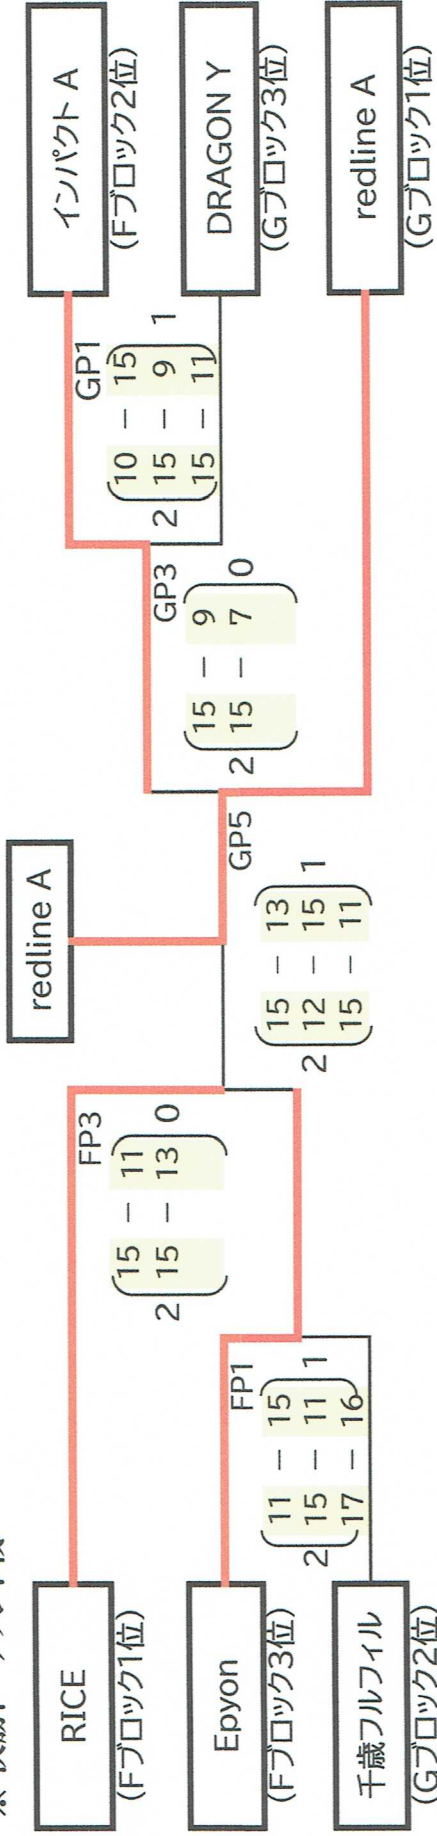 インパクト A
(Fブロック2位)
DRAGON Y
(Gブロック3位)
redline A
(Gブロック1位)
GP1
10 － 15
2 15 － 9 1
15 － 11
GP3
15 － 9
2 15 － 7 0
GP5
15 － 13
2 12 － 15 1
15 － 11
redline A
FP3
15 － 11
2 15 － 13 0
FP1
11 － 15
2 15 － 11 1
17 － 16
RICE
(Fブロック1位)
Epyon
(Fブロック3位)
千歳フルフィル
(Gブロック2位)